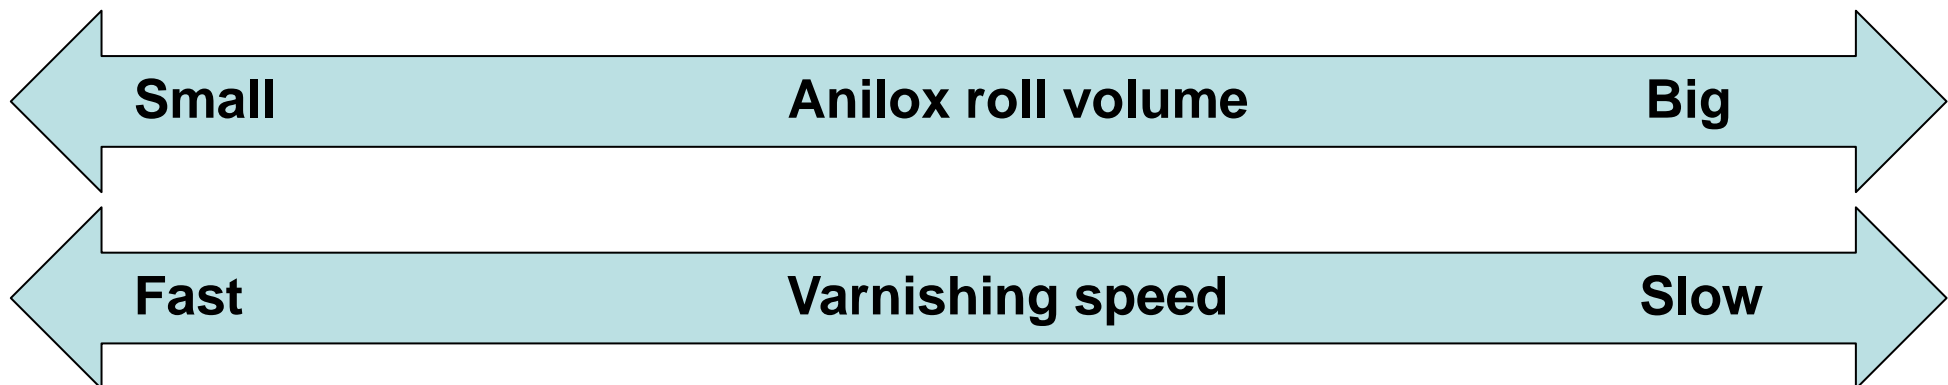 Small Anilox roll volume Big
Fast Varnishing speed Slow